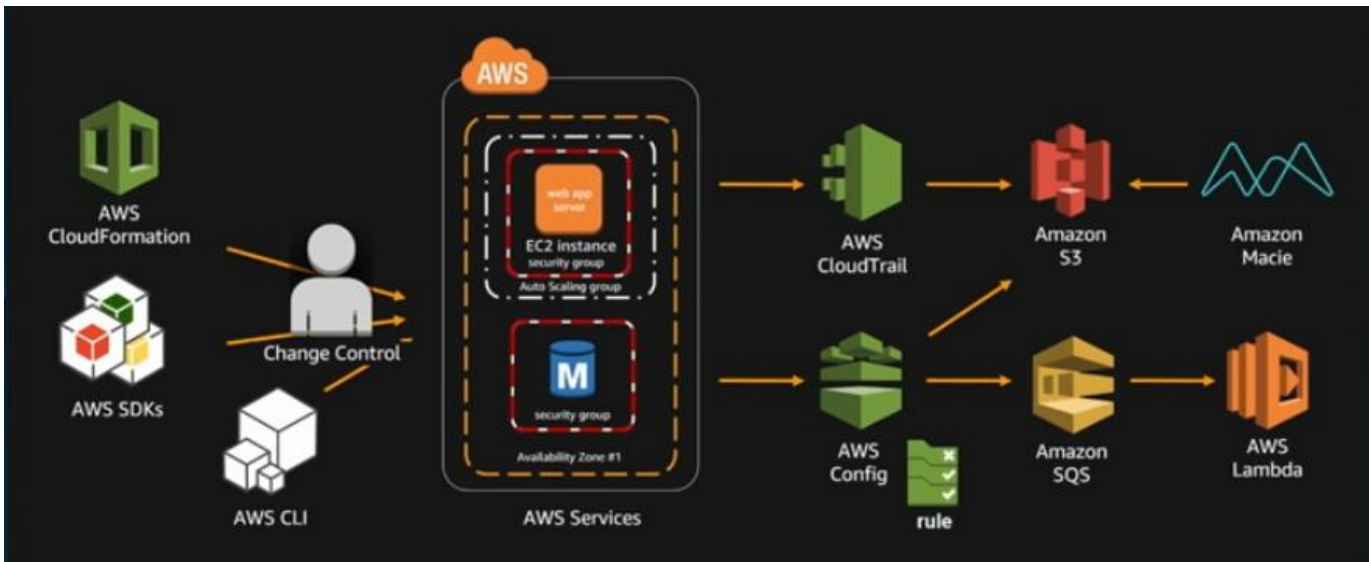 AWS
AWS
CloudFormation
AWS SDKs
AWS CLI
Change Control
web app
server
EC2 instance
security group
Auto Scaling group
M
security group
Availability Zone #1
AWS Services
AWS
CloudTrail
Amazon
S3
Amazon
Macie
AWS
Config
rule
Amazon
SQS
AWS
Lambda